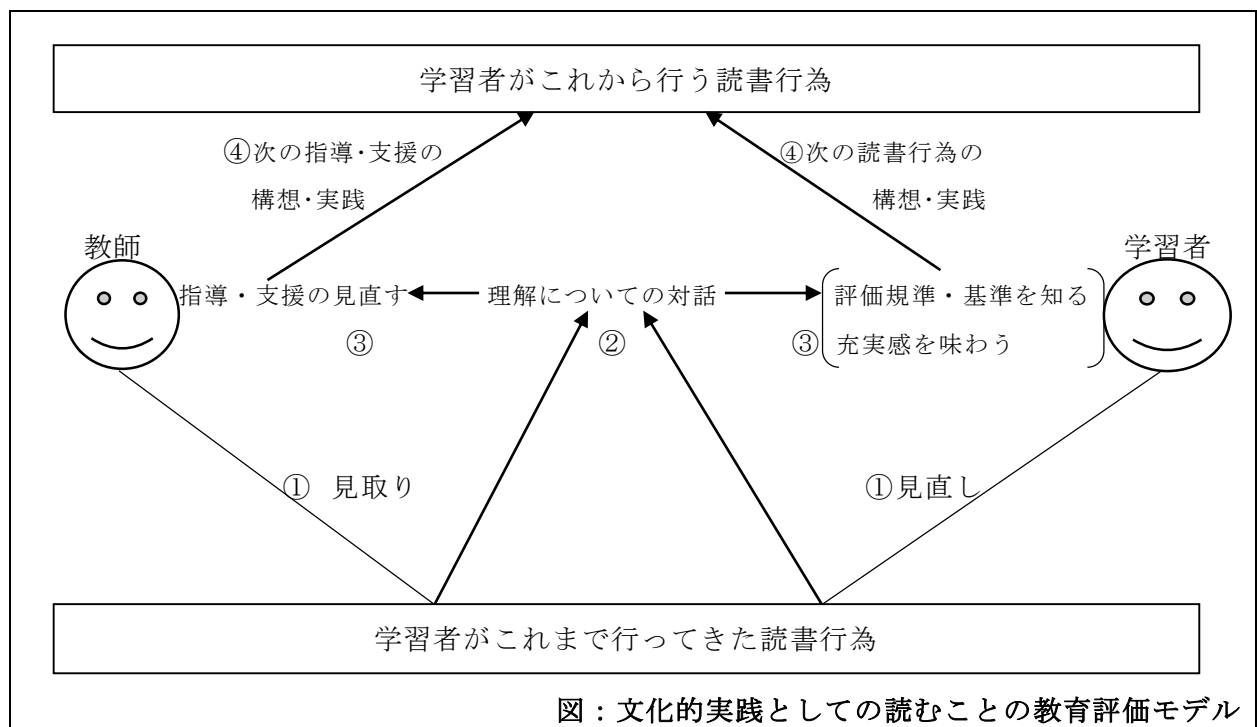 学習者がこれから行う読書行為
④次の指導・支援の
構想・実践
④次の読書行為の
構想・実践
教師
学習者
指導・支援の見直す
理解についての対話
評価規準・基準を知る
③
②
③
充実感を味わう
① 見取り
①見直し
学習者がこれまで行ってきた読書行為
図：文化的実践としての読むことの教育評価モデル